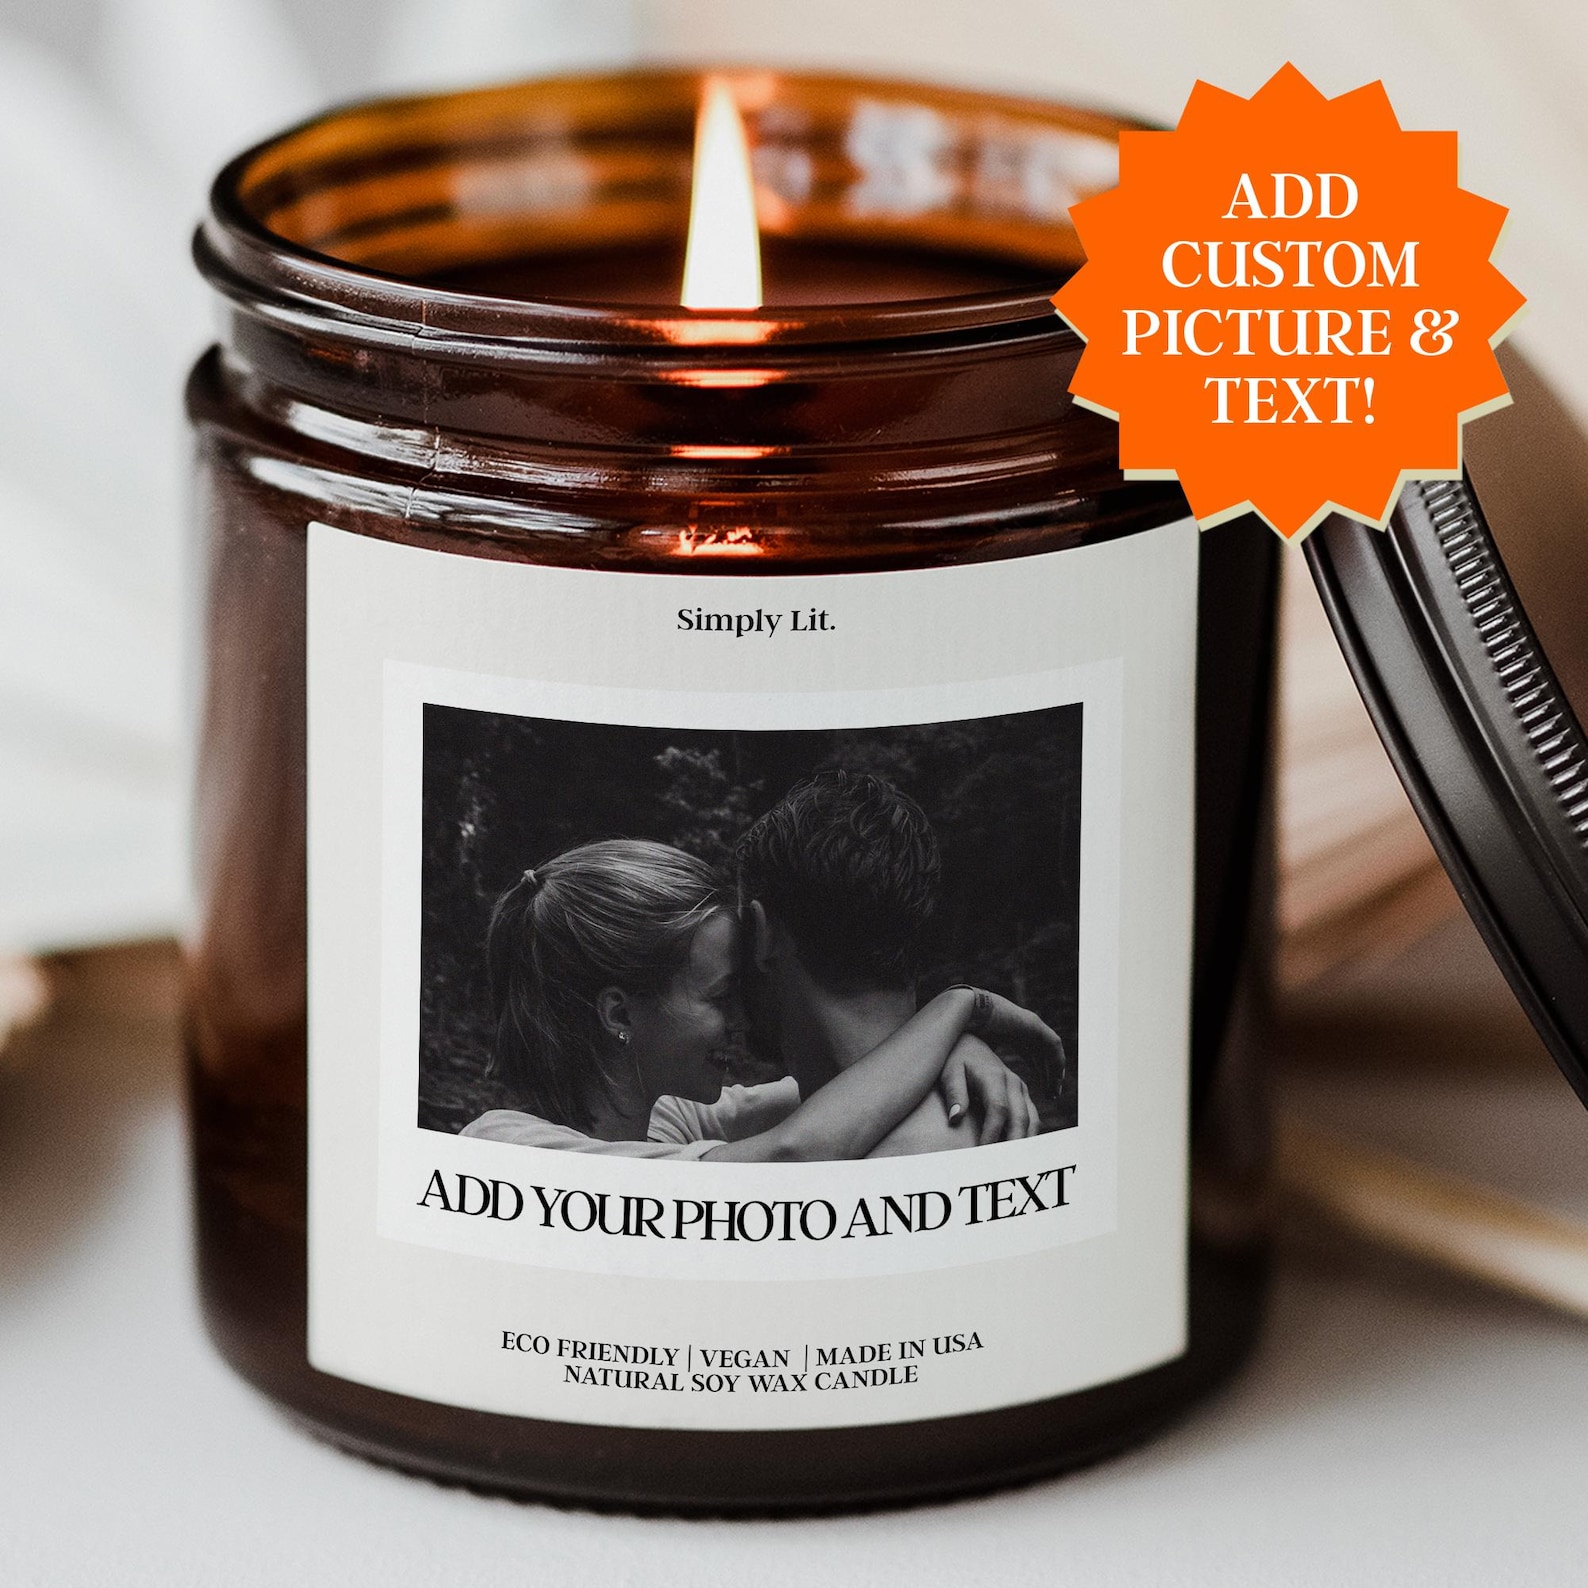 ADD
CUSTOM
PICTURE &
TEXT!
Simply Lit.
ADD YOUR PHOTO AND TEXT
ECO FRIENDLY | VEGAN | MADE IN USA
NATURAL SOY WAX CANDLE